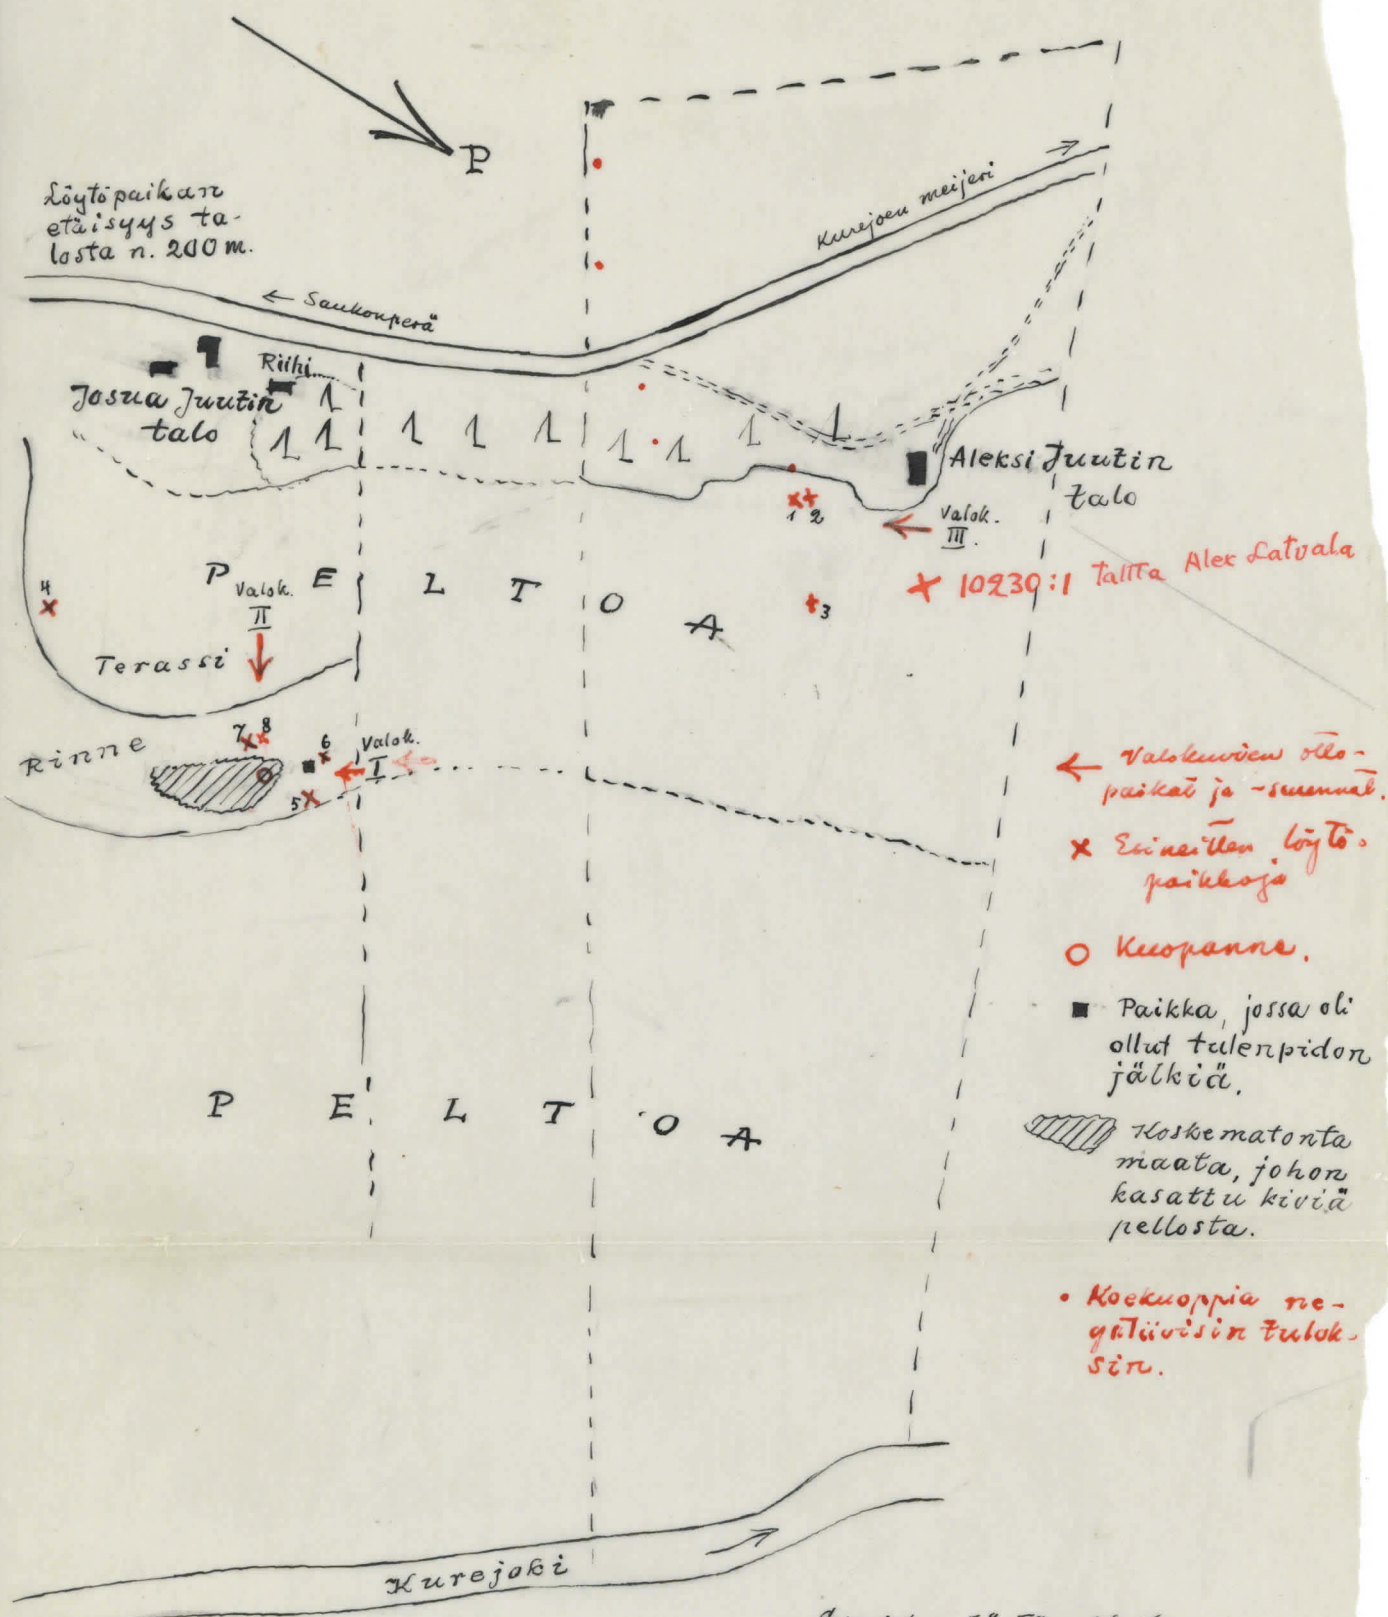 P
Löytöpaikan
etäisyys ta-
losta n. 200 m.
Kurejoen meijeri
← Saukonperä
Riihi
Josua Juutin
talo
Aleksi Juutin
talo
1 2
Valok.
III.
10239:1 Taltta Alex Latvala
3
4
P E L T O A
Valok.
II
Terassi
7 8
6
Valok.
I
5
Rinne
Valokuvien otto-
paikat ja -suunnat.
Esineitten löytö-
paikkoja
Kuopanne.
Paikka, jossa oli
ollut tulenpidon
jälkiä.
P E L T O A
Koskematonta
maata, johon
kasattu kiviä
pellosta.
Koekuoppia ne-
gatiivisin tulok-
sin.
Kurejoki